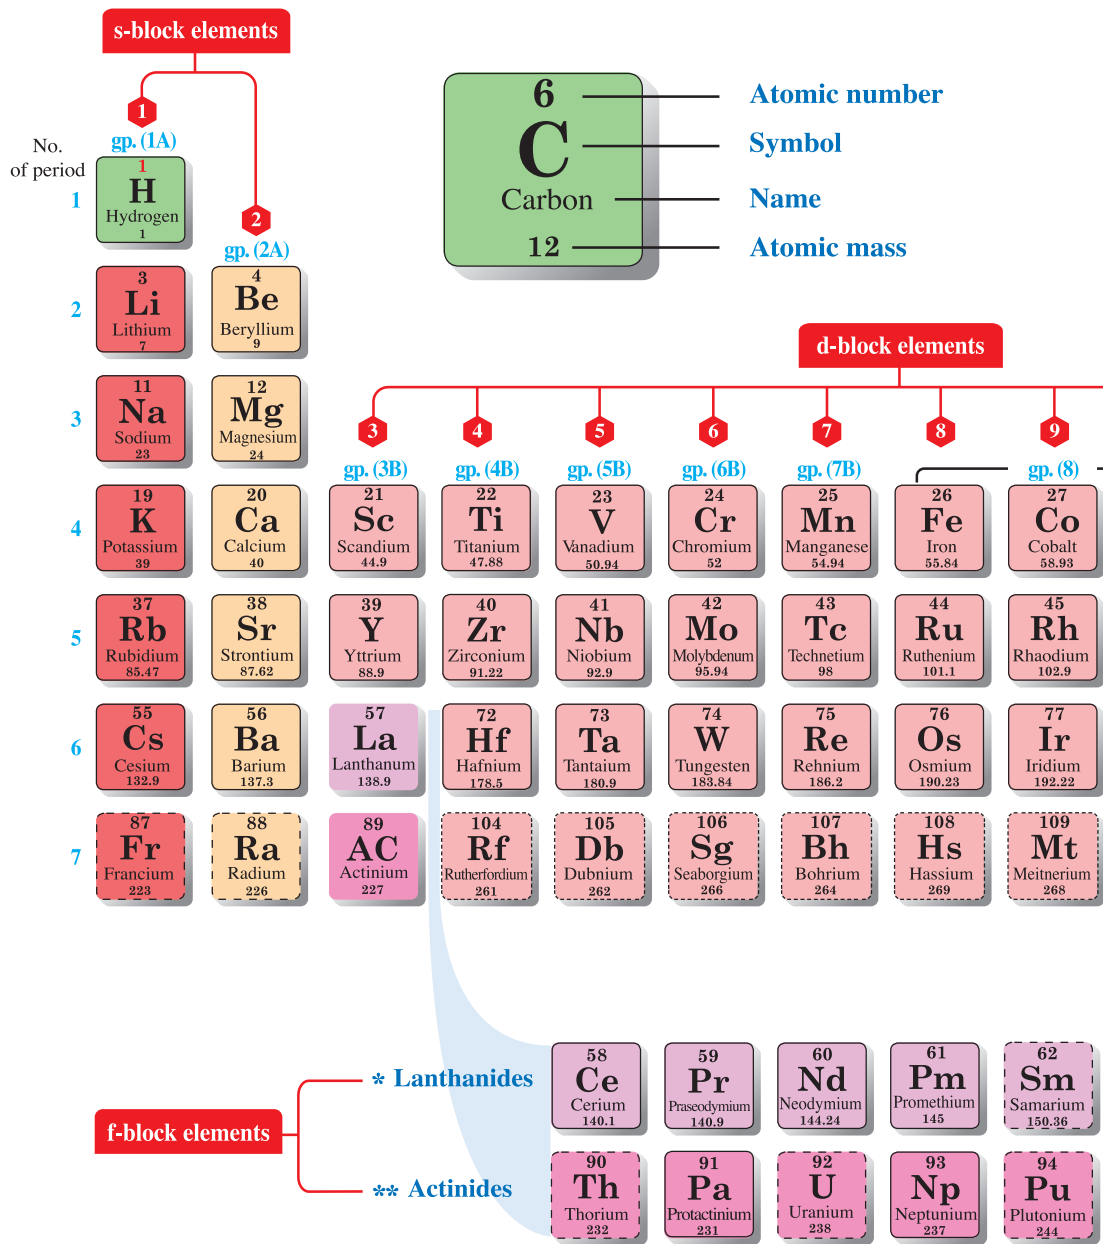 s-block elements
1
gp. (1A)
No.
of period
1
1
H
Hydrogen
1
2
gp. (2A)
6
C
Carbon
12
Atomic number
Symbol
Name
Atomic mass
2
3
Li
Lithium
7
4
Be
Beryllium
9
d-block elements
3
11
Na
Sodium
23
12
Mg
Magnesium
24
3
4
5
6
7
8
9
gp. (3B)
gp. (4B)
gp. (5B)
gp. (6B)
gp. (7B)
gp. (8)
4
19
K
Potassium
39
20
Ca
Calcium
40
21
Sc
Scandium
44.9
22
Ti
Titanium
47.88
23
V
Vanadium
50.94
24
Cr
Chromium
52
25
Mn
Manganese
54.94
26
Fe
Iron
55.84
27
Co
Cobalt
58.93
5
37
Rb
Rubidium
85.47
38
Sr
Strontium
87.62
39
Y
Yttrium
88.9
40
Zr
Zirconium
91.22
41
Nb
Niobium
92.9
42
Mo
Molybdenum
95.94
43
Tc
Technetium
98
44
Ru
Ruthenium
101.1
45
Rh
Rhaodium
102.9
6
55
Cs
Cesium
132.9
56
Ba
Barium
137.3
57
La
Lanthanum
138.9
72
Hf
Hafnium
178.5
73
Ta
Tantaium
180.9
74
W
Tungesten
183.84
75
Re
Rehnium
186.2
76
Os
Osmium
190.23
77
Ir
Iridium
192.22
7
87
Fr
Francium
223
88
Ra
Radium
226
89
AC
Actinium
227
104
Rf
Rutherfordium
261
105
Db
Dubnium
262
106
Sg
Seaborgium
266
107
Bh
Bohrium
264
108
Hs
Hassium
269
109
Mt
Meitnerium
268
f-block elements
* Lanthanides
58
Ce
Cerium
140.1
59
Pr
Praseodymium
140.9
60
Nd
Neodymium
144.24
61
Pm
Promethium
145
62
Sm
Samarium
150.36
** Actinides
90
Th
Thorium
232
91
Pa
Protactinium
231
92
U
Uranium
238
93
Np
Neptunium
237
94
Pu
Plutonium
244